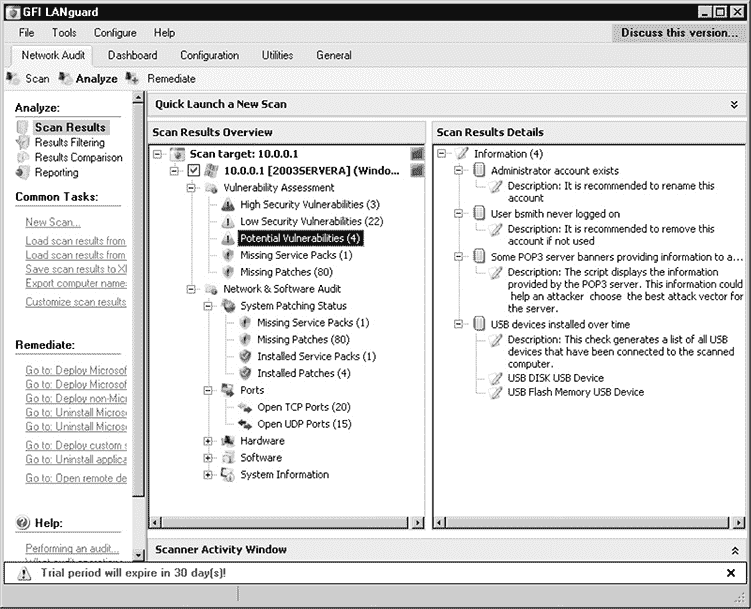 GFI LANguard
File Tools Configure Help
Discuss this version...
Network Audit Dashboard Configuration Utilities General
Scan Analyze Remediate
Analyze:
Scan Results
Results Filtering
Results Comparison
Reporting
Common Tasks:
New Scan...
Load scan results from
Load scan results from
Save scan results to XM
Export computer names
Customize scan results
Remediate:
Go to: Deploy Microsof
Go to: Deploy non-Micr
Go to: Uninstall Microso
Go to: Uninstall Microso
Go to: Deploy custom s
Go to: Uninstall applica
Go to: Open remote de
Help:
Performing an audit...
Quick Launch a New Scan
Scan Results Overview
Scan target: 10.0.0.1
10.0.0.1 [2003SERVERA] (Windo...
Vulnerability Assessment
High Security Vulnerabilities (3)
Low Security Vulnerabilities (22)
Potential Vulnerabilities (4)
Missing Service Packs (1)
Missing Patches (80)
Network & Software Audit
System Patching Status
Missing Service Packs (1)
Missing Patches (80)
Installed Service Packs (1)
Installed Patches (4)
Ports
Open TCP Ports (20)
Open UDP Ports (15)
Hardware
Software
System Information
Scan Results Details
Information (4)
Administrator account exists
Description: It is recommended to rename this
account
User bsmith never logged on
Description: It is recommended to remove this
account if not used
Some POP3 server banners providing information to a...
Description: The script displays the information
provided by the POP3 server. This information could
help an attacker choose the best attack vector for
the server.
USB devices installed over time
Description: This check generates a list of all USB
devices that have been connected to the scanned
computer.
USB DISK USB Device
USB Flash Memory USB Device
Scanner Activity Window
Trial period will expire in 30 day(s)!